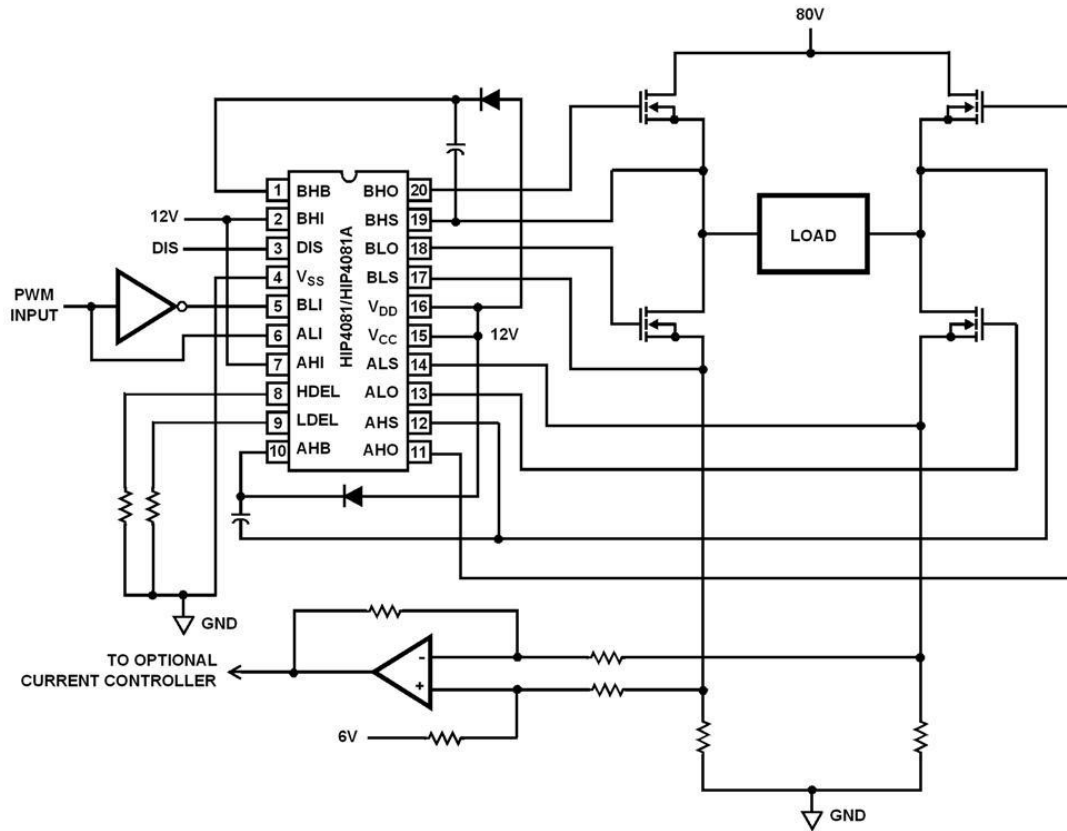 80V
1 BHB BHO 20
12V 2 BHI BHS 19
DIS 3 DIS BLO 18
4 VSS BLS 17
PWM
INPUT
5 BLI VDD 16
6 ALI VCC 15 12V
7 AHI ALS 14
8 HDEL ALO 13
9 LDEL AHS 12
10 AHB AHO 11
HIP4081/HIP4081A
LOAD
GND
TO OPTIONAL
CURRENT CONTROLLER
-
+
6V
GND